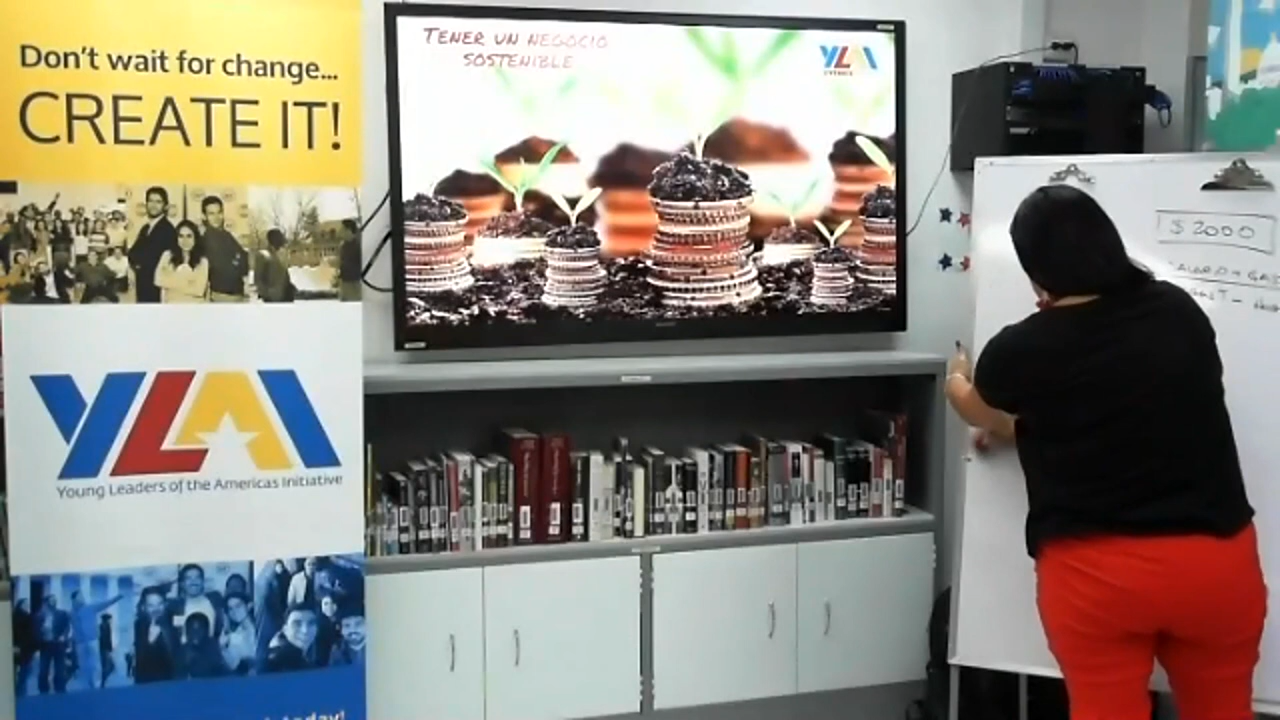 Don't wait for change...
CREATE IT!
YLAI
Young Leaders of the Americas Initiative
today!
TENER UN NEGOCIO
SOSTENIBLE
YLAI
$ 2000